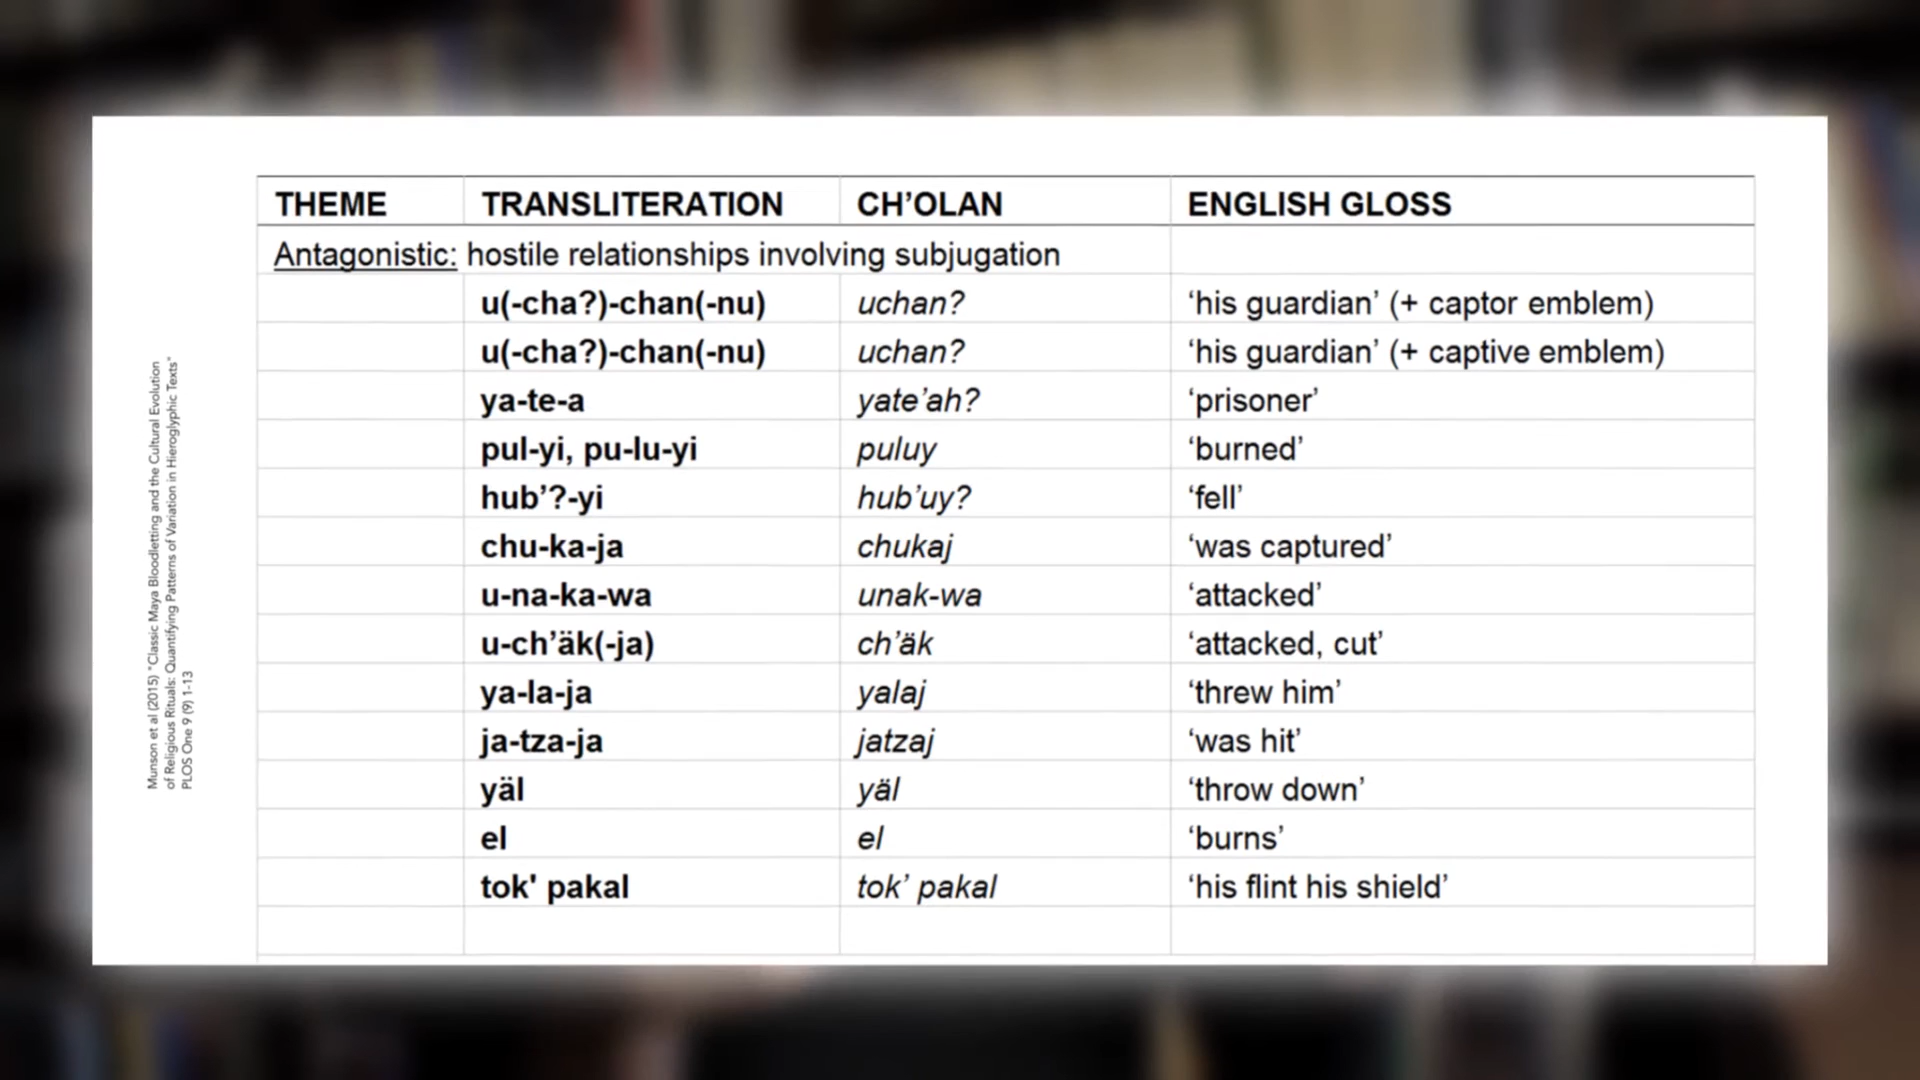 THEME TRANSLITERATION CH’OLAN ENGLISH GLOSS
Antagonistic: hostile relationships involving subjugation
u(-cha?)-chan(-nu) uchan? ‘his guardian’ (+ captor emblem)
u(-cha?)-chan(-nu) uchan? ‘his guardian’ (+ captive emblem)
ya-te-a yate’ah? ‘prisoner’
pul-yi, pu-lu-yi puluy ‘burned’
hub’?-yi hub’uy? ‘fell’
chu-ka-ja chukaj ‘was captured’
u-na-ka-wa unak-wa ‘attacked’
u-ch’äk(-ja) ch’äk ‘attacked, cut’
ya-la-ja yalaj ‘threw him’
ja-tza-ja jatzaj ‘was hit’
yäl yäl ‘throw down’
el el ‘burns’
tok' pakal tok’ pakal ‘his flint his shield’
Munson et al (2015) "Classic Maya Bloodletting and the Cultural Evolution
of Religious Rituals: Quantifying Patterns of Variation in Hieroglyphic Texts"
PLOS One 9 (9) 1-13